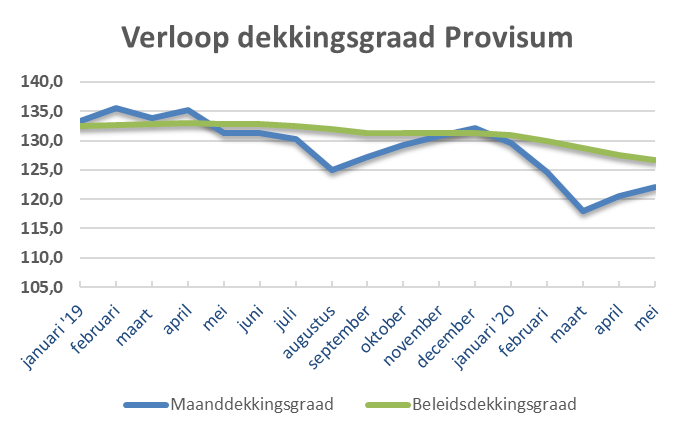 Verloop dekkingsgraad Provisum
140,0
135,0
130,0
125,0
120,0
115,0
110,0
105,0
januari '19
februari
maart
april
mei
juni
juli
augustus
september
oktober
november
december
januari '20
februari
maart
april
mei
Maanddekkingsgraad
Beleidsdekkingsgraad